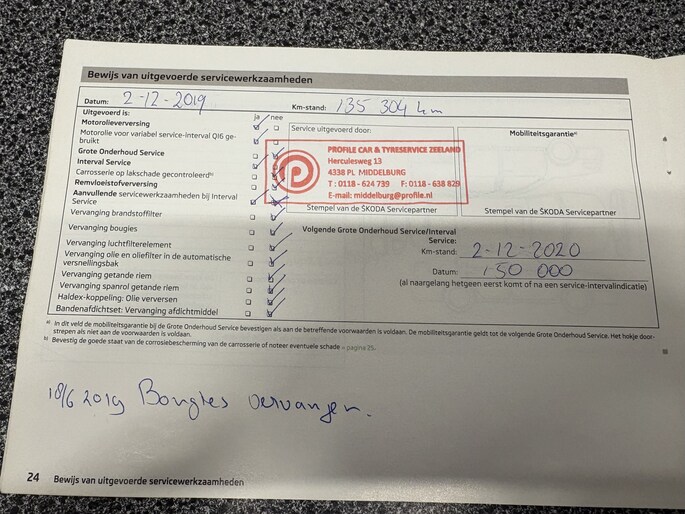 Bewijs van uitgevoerde servicewerkzaamheden
Datum: 2-12-2019
Km-stand: 135 304 km
Uitgevoerd is: ja nee
Motorolieverversing
Motorolie voor variabel service-interval Q16 ge-
bruikt
Grote Onderhoud Service
Interval Service
Carrosserie op lakschade gecontroleerd b)
Remvloeistofverversing
Aanvullende servicewerkzaamheden bij Interval
Service
Vervanging brandstoffilter
Vervanging bougies
Vervanging luchtfilterelement
Vervanging olie en oliefilter in de automatische
versnellingsbak
Vervanging getande riem
Vervanging spanrol getande riem
Haldex-koppeling: Olie verversen
Bandenafdichtset: Vervanging afdichtmiddel
Service uitgevoerd door:
PROFILE CAR & TYRESERVICE ZEELAND
Herculesweg 13
4338 PL MIDDELBURG
T : 0118 - 624 739 F: 0118 - 638 829
E-mail: middelburg@profile.nl
Stempel van de ŠKODA Servicepartner
Mobiliteitsgarantie a)
Stempel van de ŠKODA Servicepartner
Volgende Grote Onderhoud Service/Interval
Service:
Km-stand: 2-12-2020
Datum: 150 000
(al naargelang hetgeen eerst komt of na een service-intervalindicatie)
a) In dit veld de mobiliteitsgarantie bij de Grote Onderhoud Service bevestigen als aan de betreffende voorwaarden is voldaan. De mobiliteitsgarantie geldt tot de volgende Grote Onderhoud Service. Het hokje door-
strepen als niet aan de voorwaarden is voldaan.
b) Bevestig de goede staat van de corrosiebescherming van de carrosserie of noteer eventuele schade » pagina 25.
18/6 2019 Bougies vervangen.
24 Bewijs van uitgevoerde servicewerkzaamheden